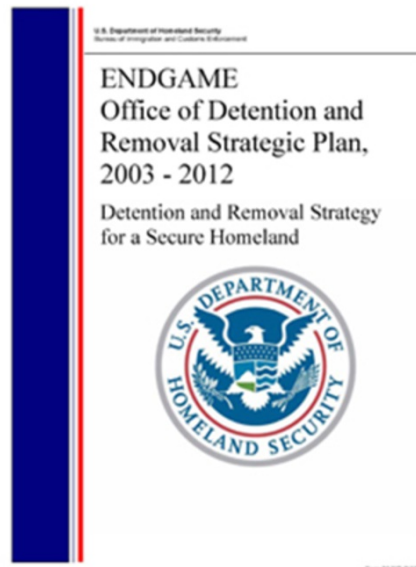 U.S. Department of Homeland Security
Bureau of Immigration and Customs Enforcement
ENDGAME
Office of Detention and
Removal Strategic Plan,
2003 - 2012
Detention and Removal Strategy
for a Secure Homeland
U.S. DEPARTMENT OF
HOMELAND SECURITY